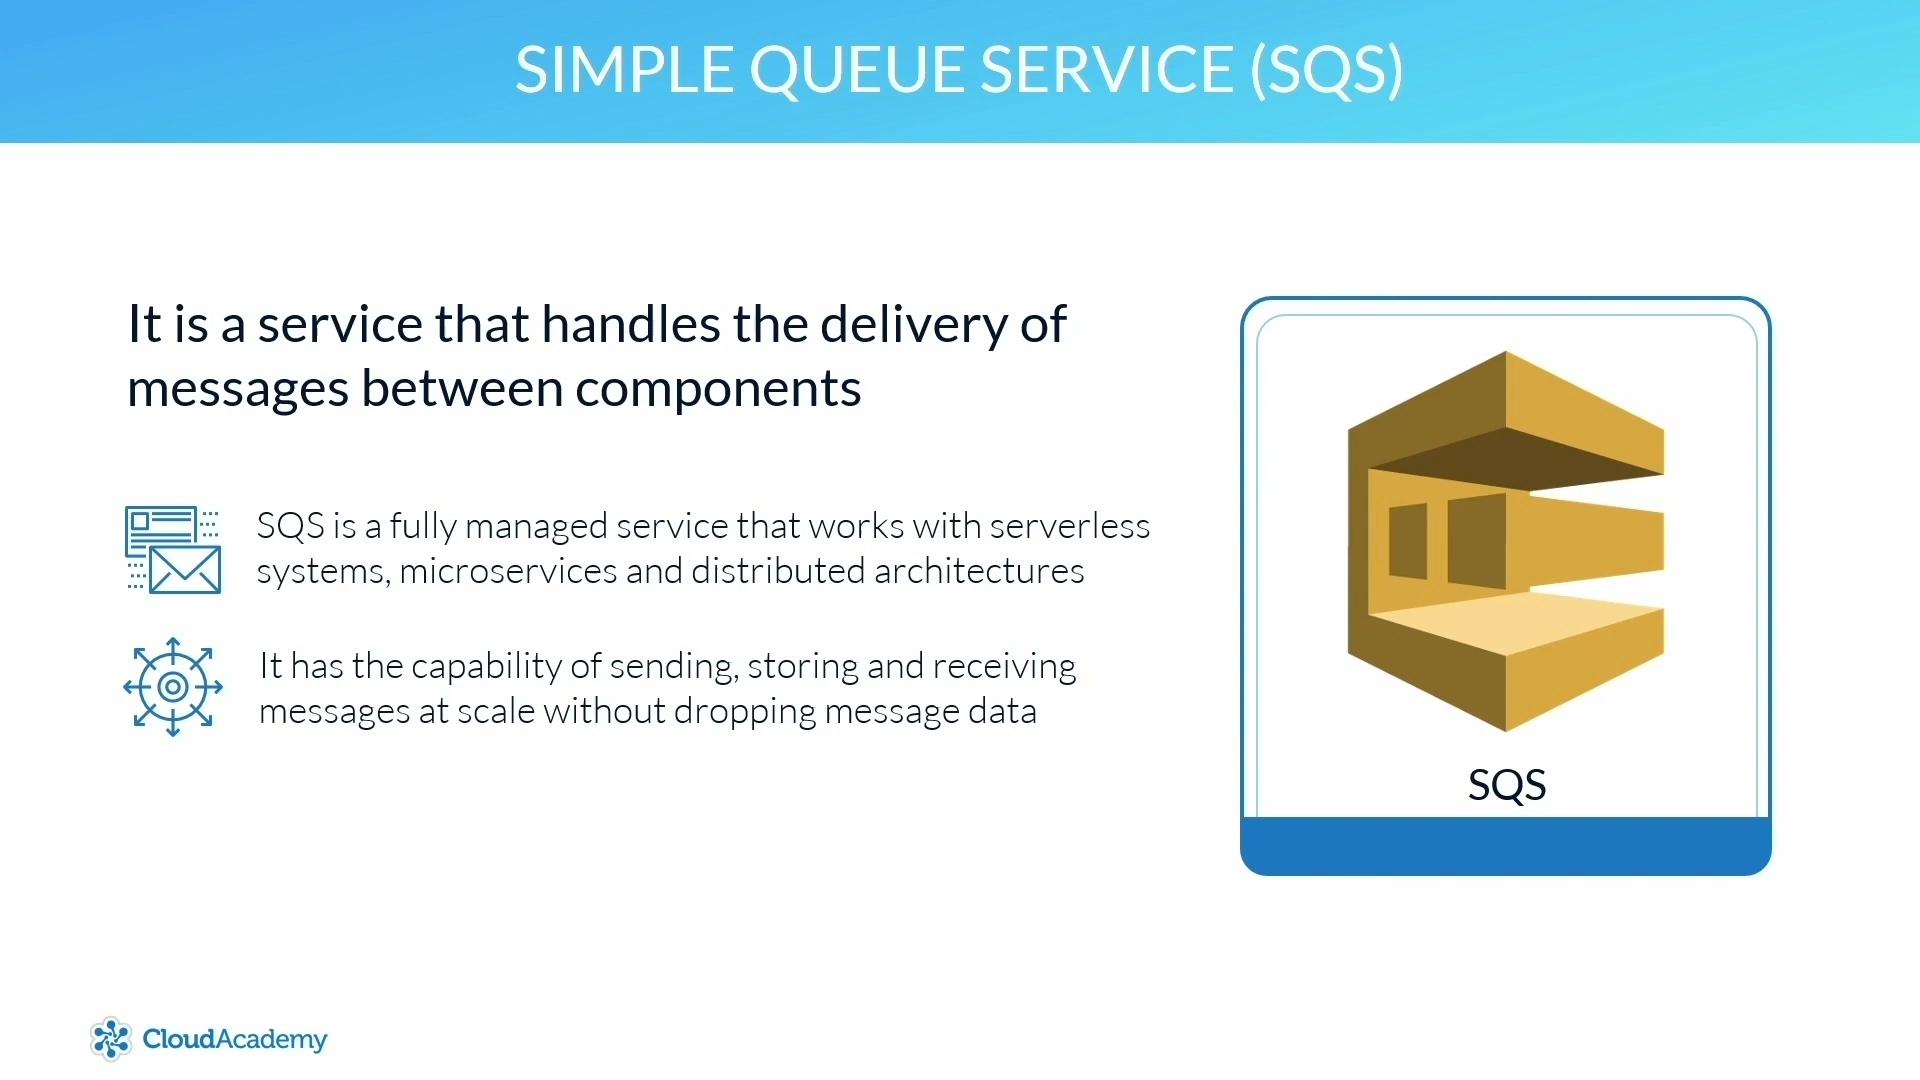 SIMPLE QUEUE SERVICE (SQS)
It is a service that handles the delivery of
messages between components
SQS is a fully managed service that works with serverless
systems, microservices and distributed architectures
It has the capability of sending, storing and receiving
messages at scale without dropping message data
SQS
CloudAcademy